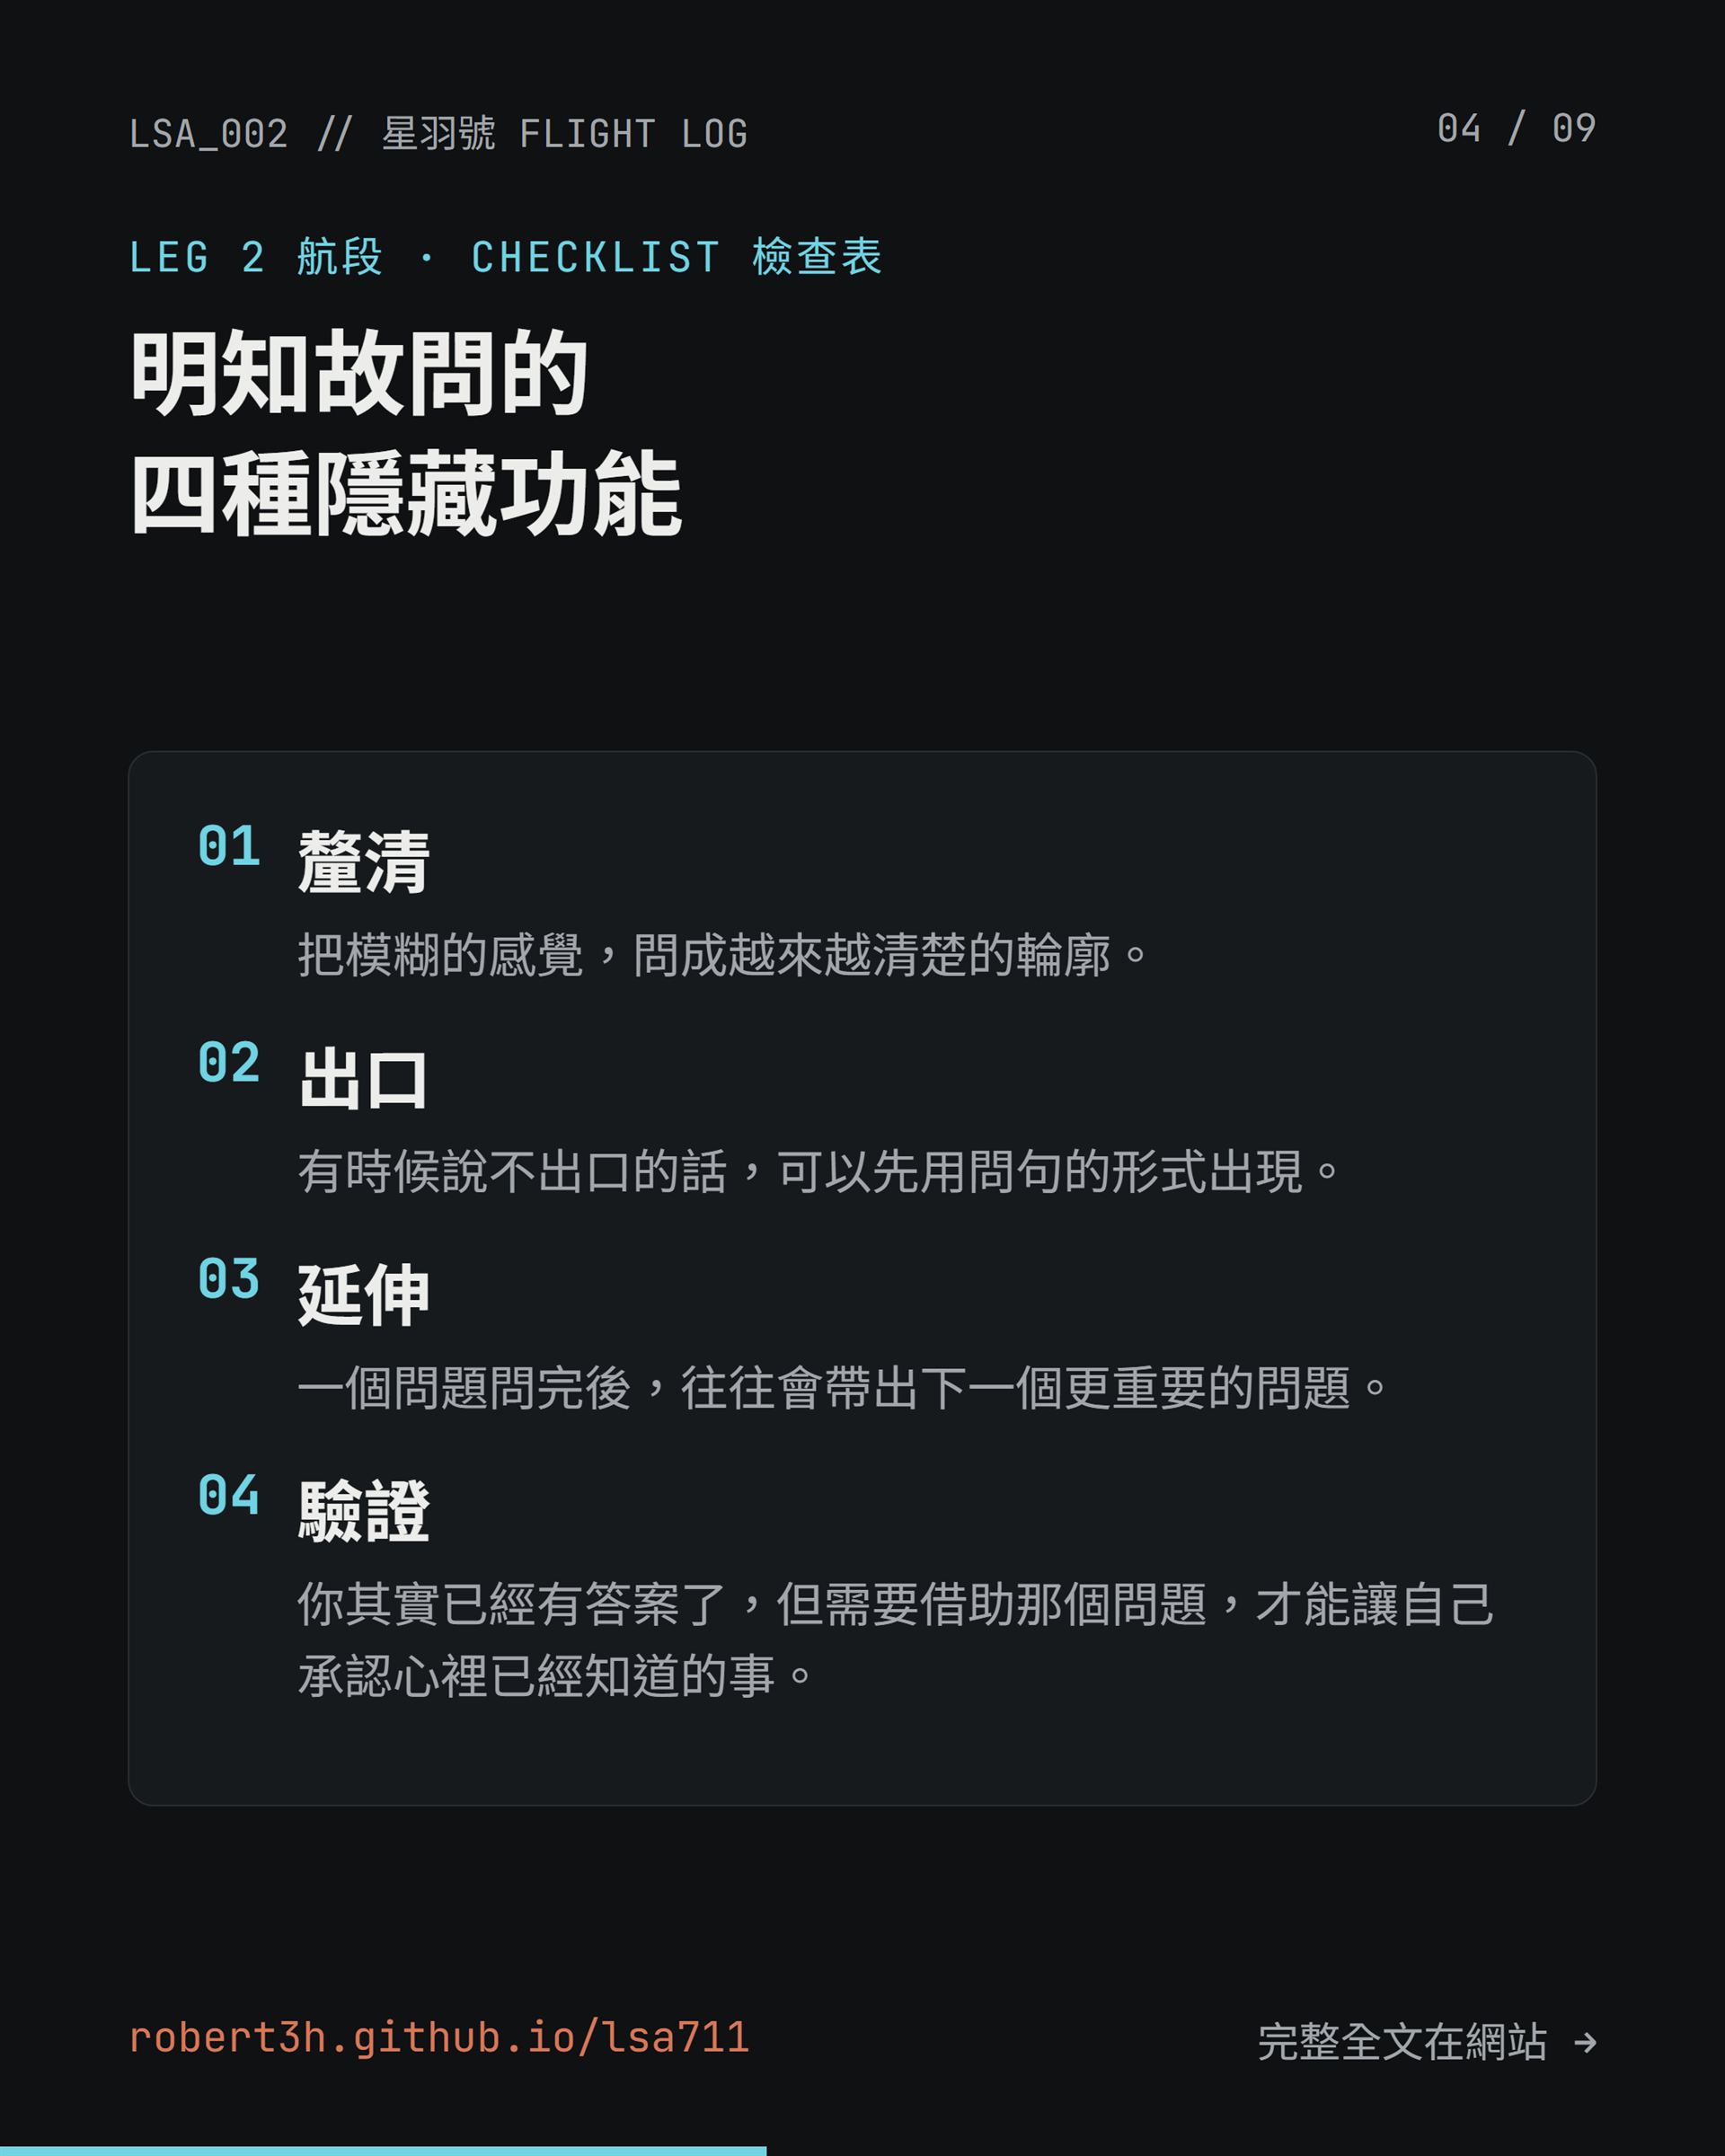 LSA_002 // 星羽號 FLIGHT LOG
04 / 09
LEG 2 航段 · CHECKLIST 檢查表
明知故問的
四種隱藏功能
01 釐清
把模糊的感覺，問成越來越清楚的輪廓。
02 出口
有時候說不出口的話，可以先用問句的形式出現。
03 延伸
一個問題問完後，往往會帶出下一個更重要的問題。
04 驗證
你其實已經有答案了，但需要借助那個問題，才能讓自己
承認心裡已經知道的事。
robert3h.github.io/lsa711
完整全文在網站 →